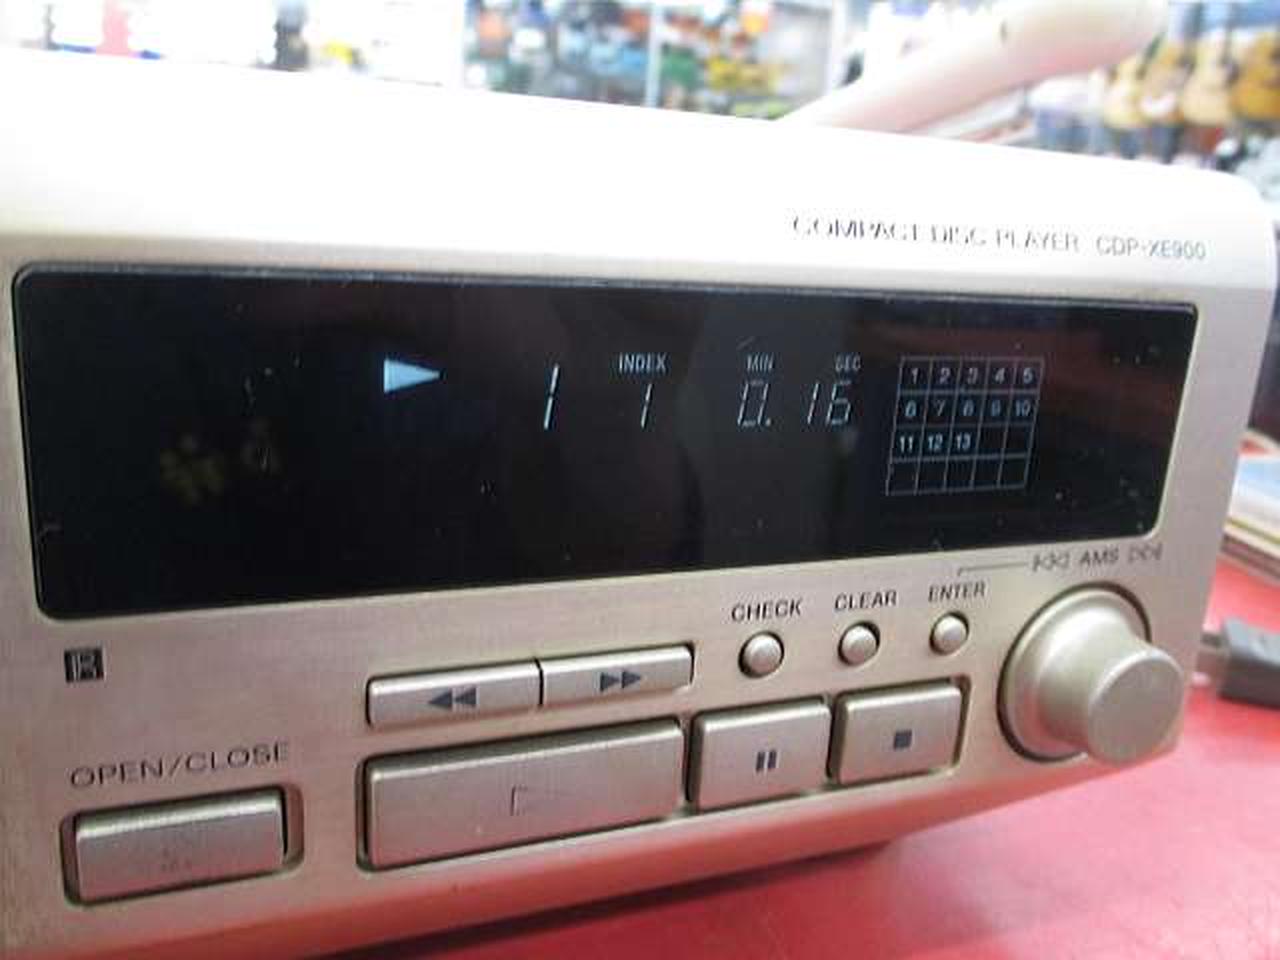 COMPACT DISC PLAYER CDP-XE900
INDEX MIN SEC
1 1 0.16
1 2 3 4 5
6 7 8 9 10
11 12 13
AMS
CHECK CLEAR ENTER
R
OPEN/CLOSE